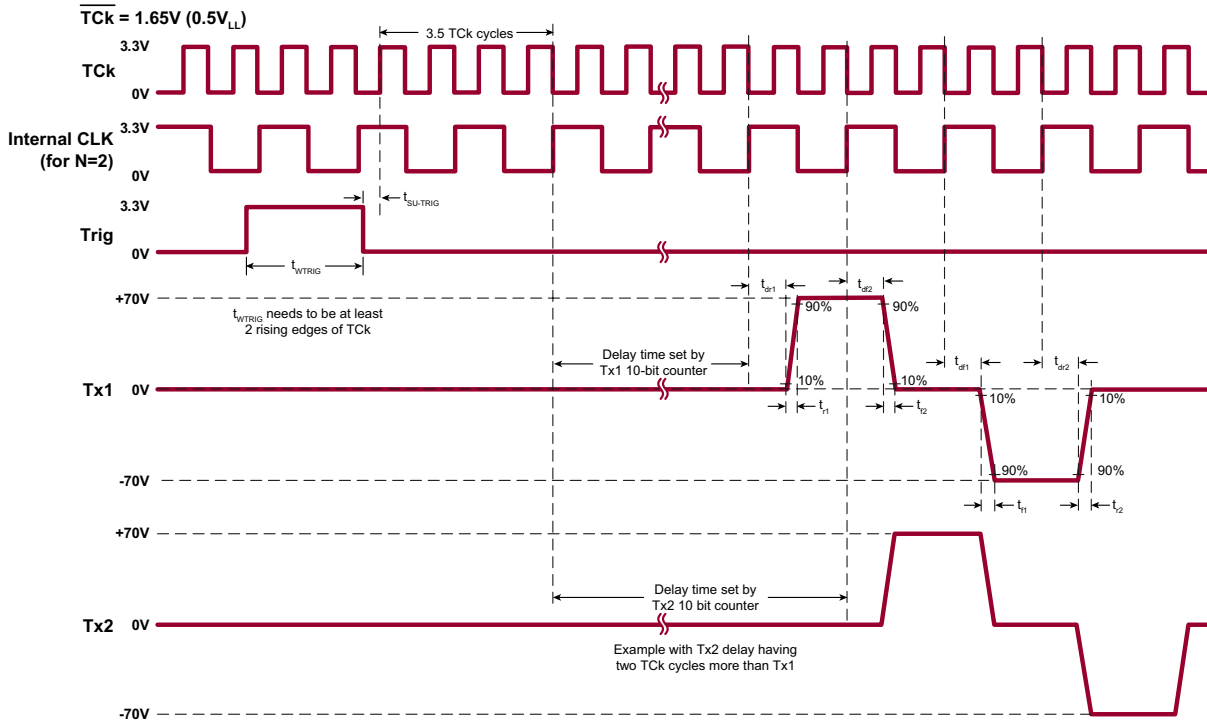 TCk = 1.65V (0.5VLL)
3.5 TCk cycles
3.3V
TCk
0V
Internal CLK
(for N=2)
3.3V
0V
tSU-TRIG
3.3V
Trig
0V
tWTRIG
tWTRIG needs to be at least
2 rising edges of TCk
+70V
tdr1
tdf2
90%
90%
Delay time set by
Tx1 10-bit counter
tdf1
tdr2
Tx1
0V
10%
10%
10%
10%
tr1
tf2
-70V
90%
90%
tf1
tr2
+70V
Delay time set by
Tx2 10 bit counter
Tx2
0V
Example with Tx2 delay having
two TCk cycles more than Tx1
-70V